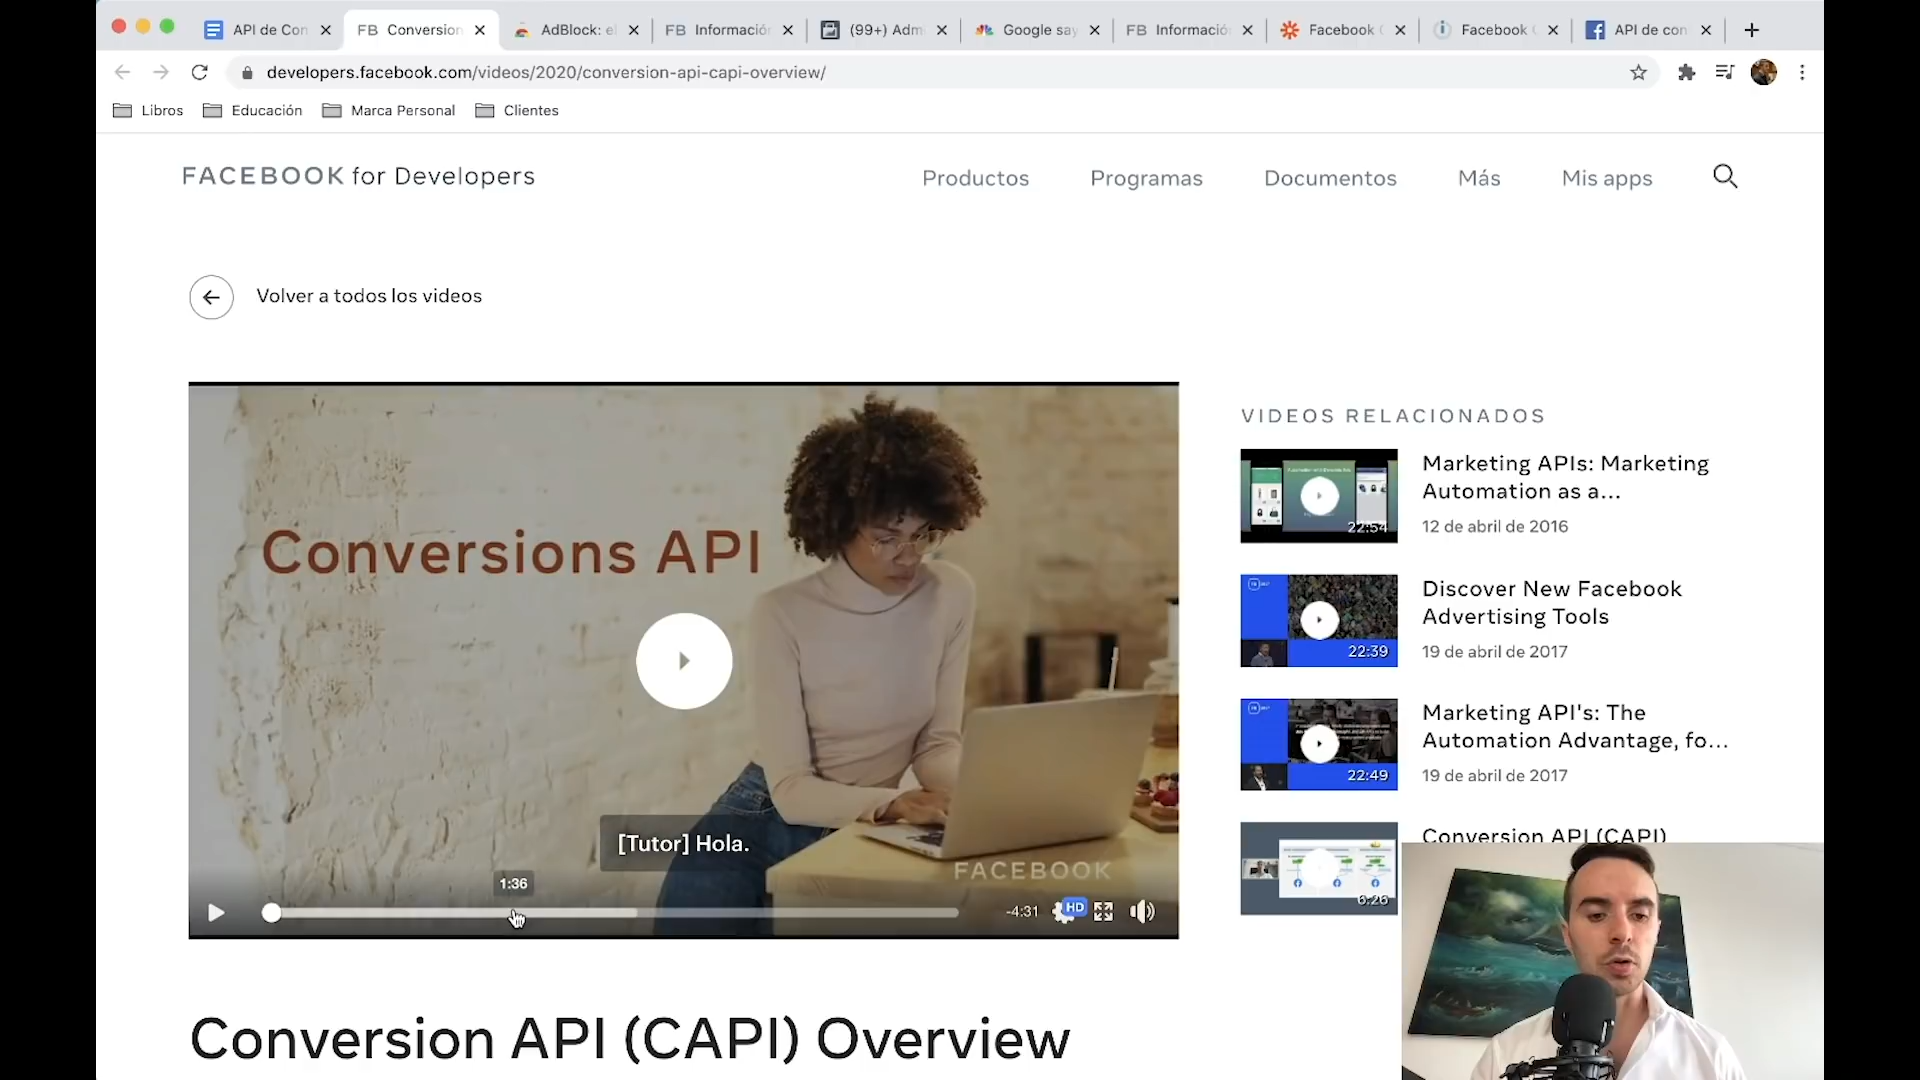 API de Con
FB Conversion
AdBlock: el
FB Informació
(99+) Adm
Google say
FB Informació
Facebook C
Facebook C
API de con
developers.facebook.com/videos/2020/conversion-api-capi-overview/
Libros
Educación
Marca Personal
Clientes
FACEBOOK for Developers
Productos
Programas
Documentos
Más
Mis apps
Volver a todos los videos
Conversions API
[Tutor] Hola.
FACEBOOK
1:36
-4:31
HD
VIDEOS RELACIONADOS
22:54
Marketing APIs: Marketing
Automation as a...
12 de abril de 2016
22:39
Discover New Facebook
Advertising Tools
19 de abril de 2017
22:49
Marketing API's: The
Automation Advantage, fo...
19 de abril de 2017
6:26
Conversion API (CAPI)
Conversion API (CAPI) Overview